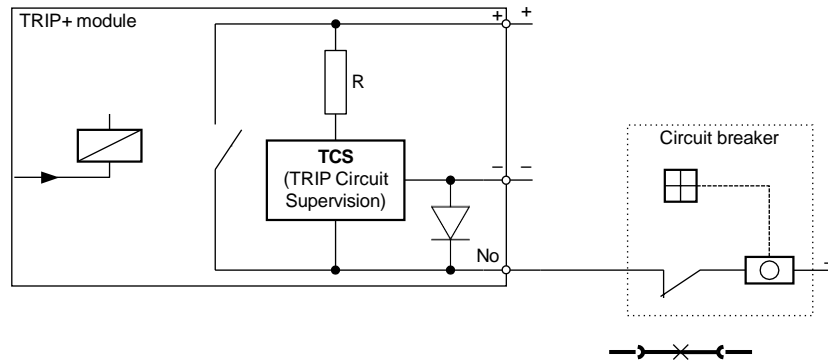 TRIP+ module
+ +
R
TCS
(TRIP Circuit
Supervision)
– –
No
Circuit breaker
–